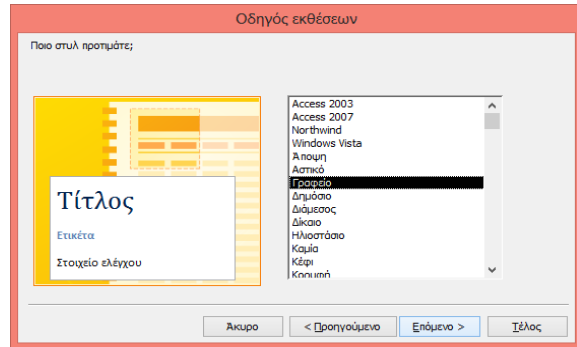 Οδηγός εκθέσεων
Ποιο στυλ προτιμάτε;
Τίτλος
Ετικέτα
Στοιχείο ελέγχου
Access 2003
Access 2007
Northwind
Windows Vista
Άποψη
Αστικό
Γραφείο
Δημόσιο
Διάμεσος
Δίκαιο
Ηλιοστάσιο
Καμία
Κέφι
Κορυφή
Άκυρο
< Προηγούμενο
Επόμενο >
Τέλος